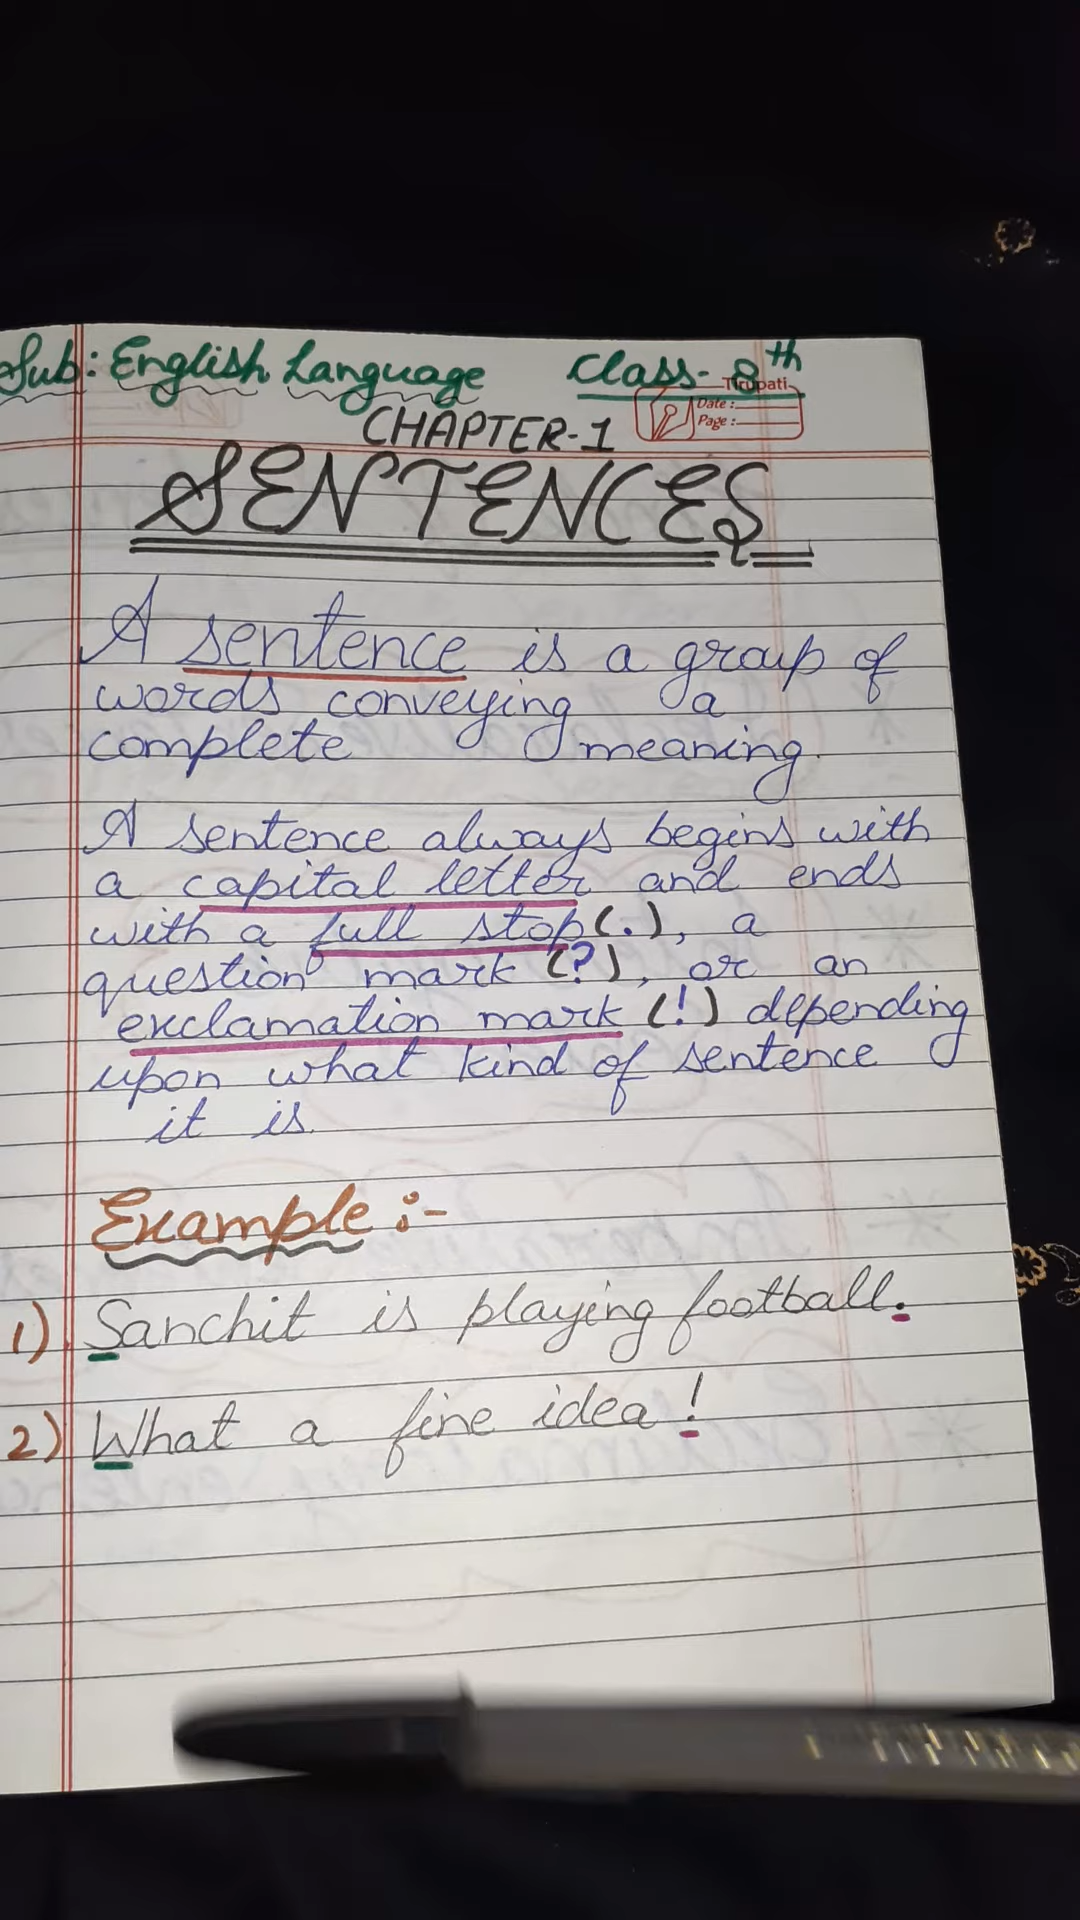 Sub: English Language Class- 8th
Tirupati
Date:
Page:
CHAPTER-1
SENTENCES
A sentence is a group of
words conveying a
complete meaning.
A sentence always begins with
a capital letter and ends
with a full stop(.), a
question mark (?), or an
exclamation mark (!) depending
upon what kind of sentence
it is.
Example :-
1) Sanchit is playing football.
2) What a fine idea!